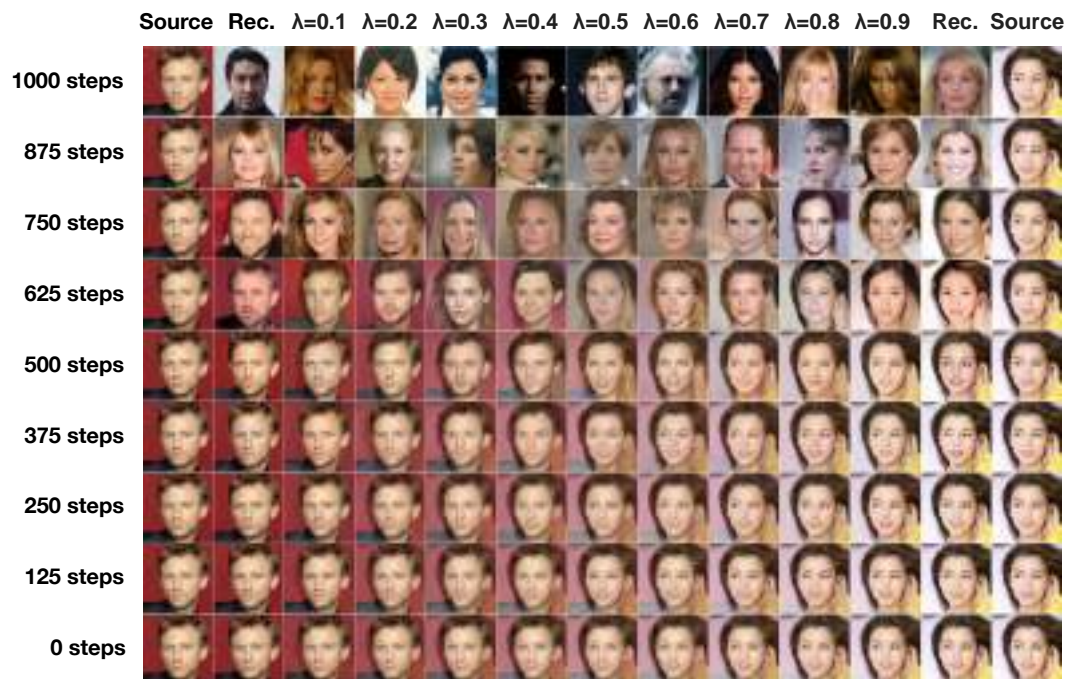 Source Rec. λ=0.1 λ=0.2 λ=0.3 λ=0.4 λ=0.5 λ=0.6 λ=0.7 λ=0.8 λ=0.9 Rec. Source
1000 steps
875 steps
750 steps
625 steps
500 steps
375 steps
250 steps
125 steps
0 steps